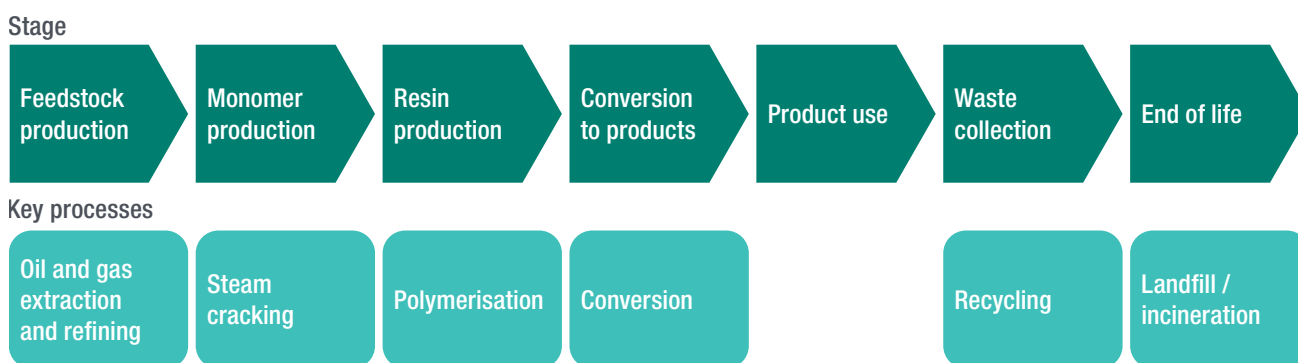 Stage
Feedstock
production
Monomer
production
Resin
production
Conversion
to products
Product use
Waste
collection
End of life
Key processes
Oil and gas
extraction
and refining
Steam
cracking
Polymerisation
Conversion
Recycling
Landfill /
incineration